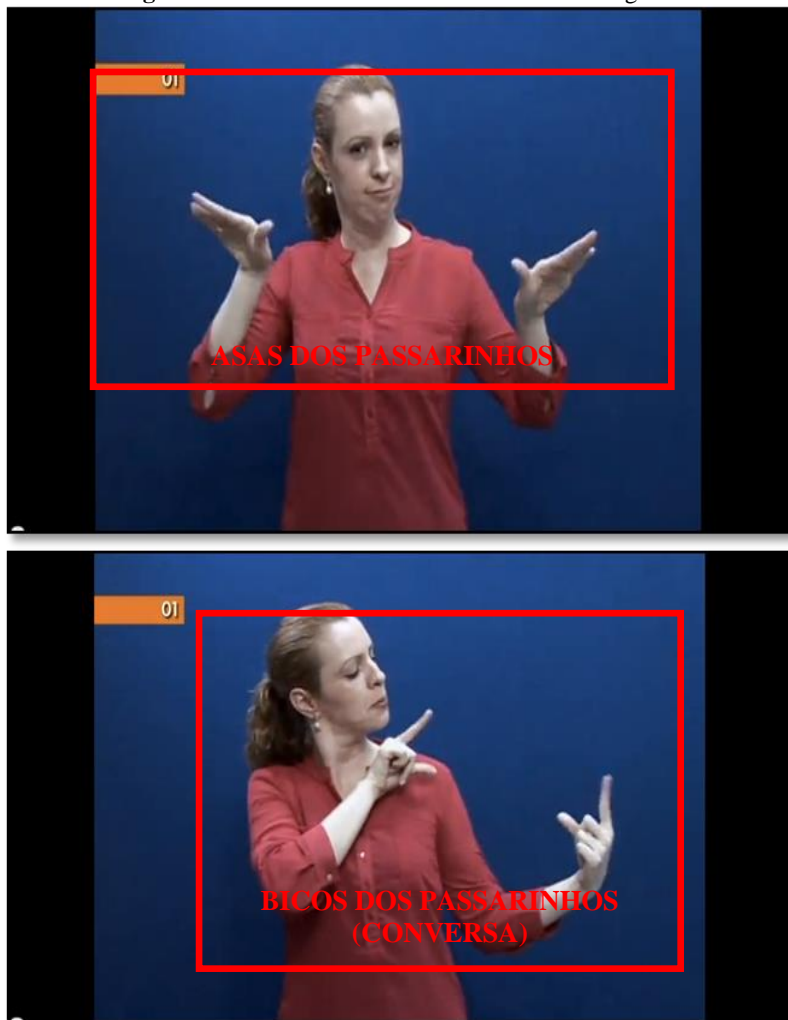 01
ASAS DOS PASSARINHOS
01
BICOS DOS PASSARINHOS
(CONVERSA)